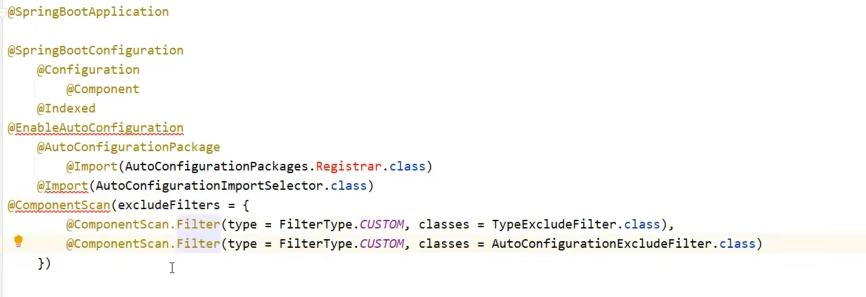 @SpringBootApplication
@SpringBootConfiguration
@Configuration
@Component
@Indexed
@EnableAutoConfiguration
@AutoConfigurationPackage
@Import(AutoConfigurationPackages.Registrar.class)
@Import(AutoConfigurationImportSelector.class)
@ComponentScan(excludeFilters = {
@ComponentScan.Filter(type = FilterType.CUSTOM, classes = TypeExcludeFilter.class),
@ComponentScan.Filter(type = FilterType.CUSTOM, classes = AutoConfigurationExcludeFilter.class)
})